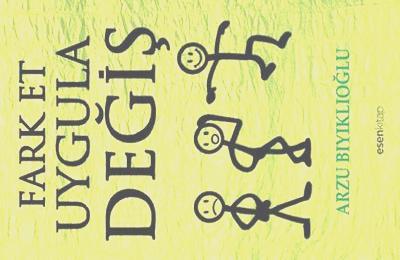 FARK ET
UYGULA
DEĞİŞ
ARZU BIYIKLIOĞLU
esenkitap